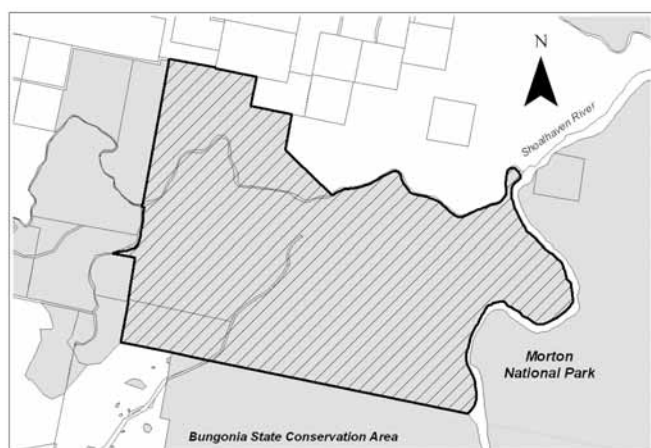 N
Shoalhaven River
Morton
National Park
Bungonia State Conservation Area